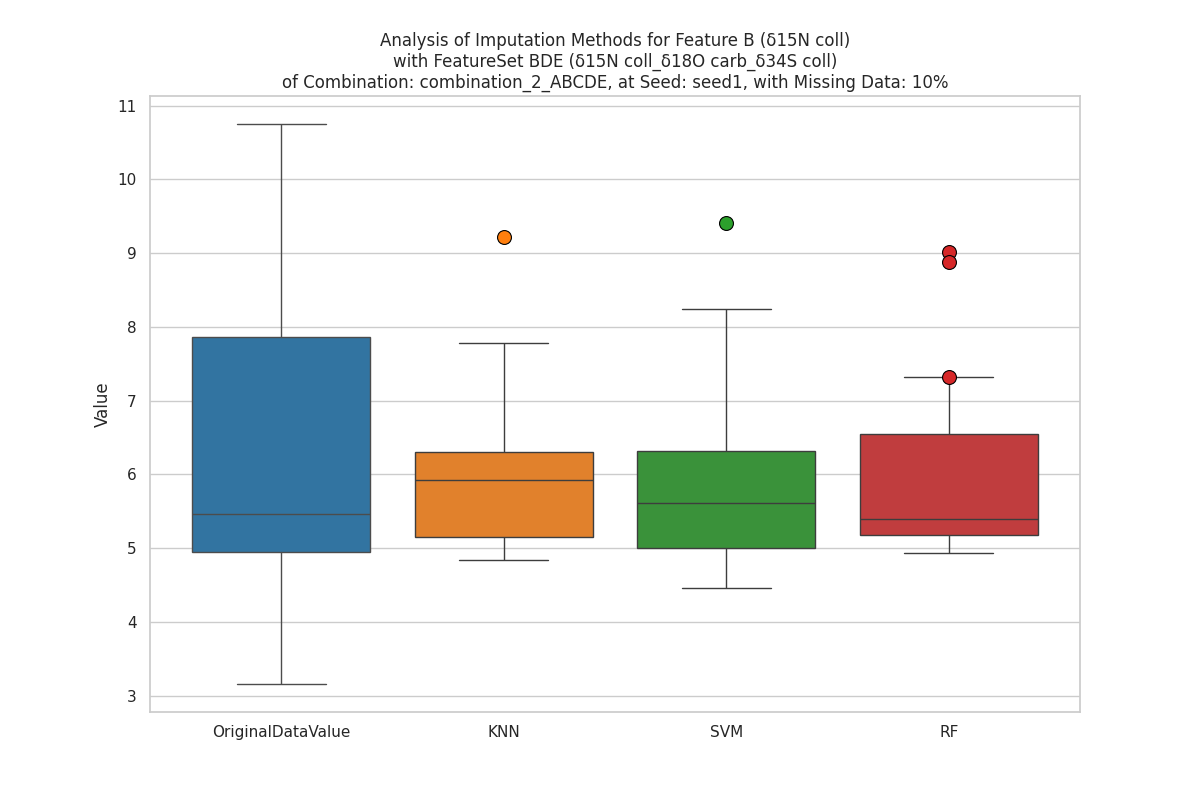 Analysis of Imputation Methods for Feature B (δ15N coll)
with FeatureSet BDE (δ15N coll_δ18O carb_δ34S coll)
of Combination: combination_2_ABCDE, at Seed: seed1, with Missing Data: 10%
11
10
9
8
7
6
5
4
3
Value
OriginalDataValue
KNN
SVM
RF